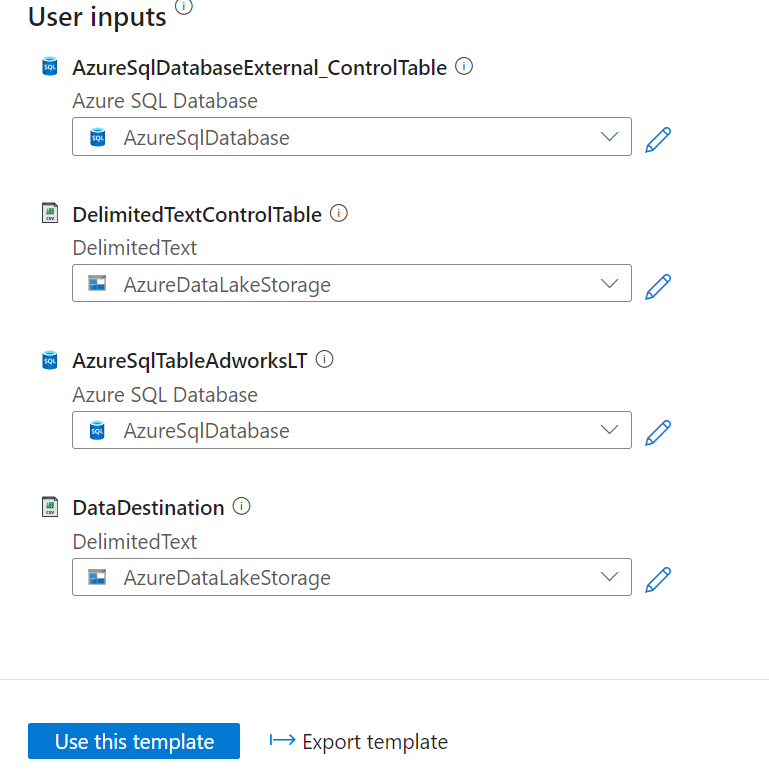 User inputs
AzureSqlDatabaseExternal_ControlTable
Azure SQL Database
AzureSqlDatabase
DelimitedTextControlTable
DelimitedText
AzureDataLakeStorage
AzureSqlTableAdworksLT
Azure SQL Database
AzureSqlDatabase
DataDestination
DelimitedText
AzureDataLakeStorage
Use this template
Export template